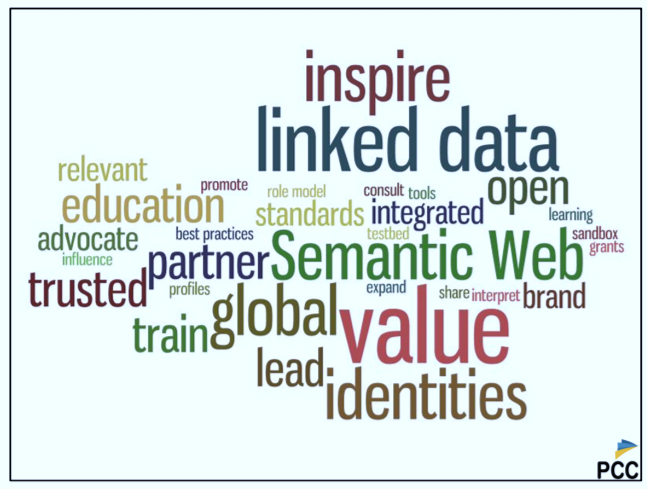 inspire
linked data
relevant
promote
role model
consult
tools
open
education
standards
integrated
learning
advocate
best practices
testbed
sandbox
influence
partner
Semantic Web
grants
trusted
profiles
expand
share
interpret
brand
global
value
train
lead
identities
PCC